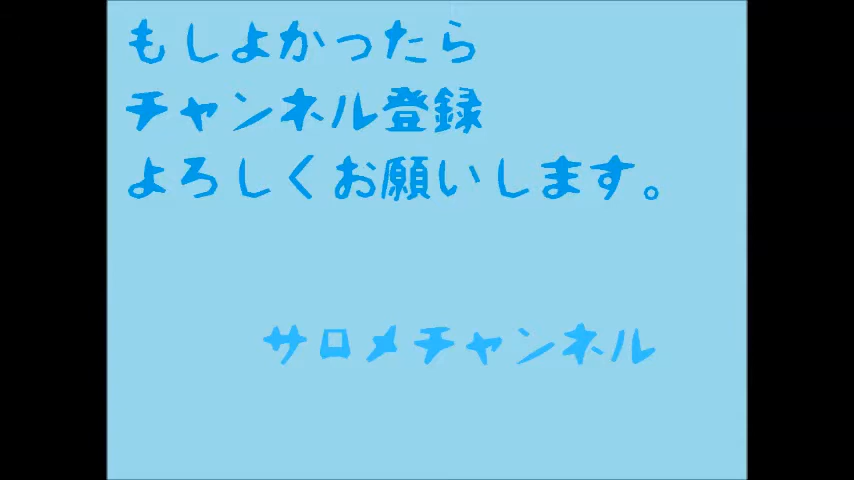 もしよかったら
チャンネル登録
よろしくお願いします。
サロメチャンネル